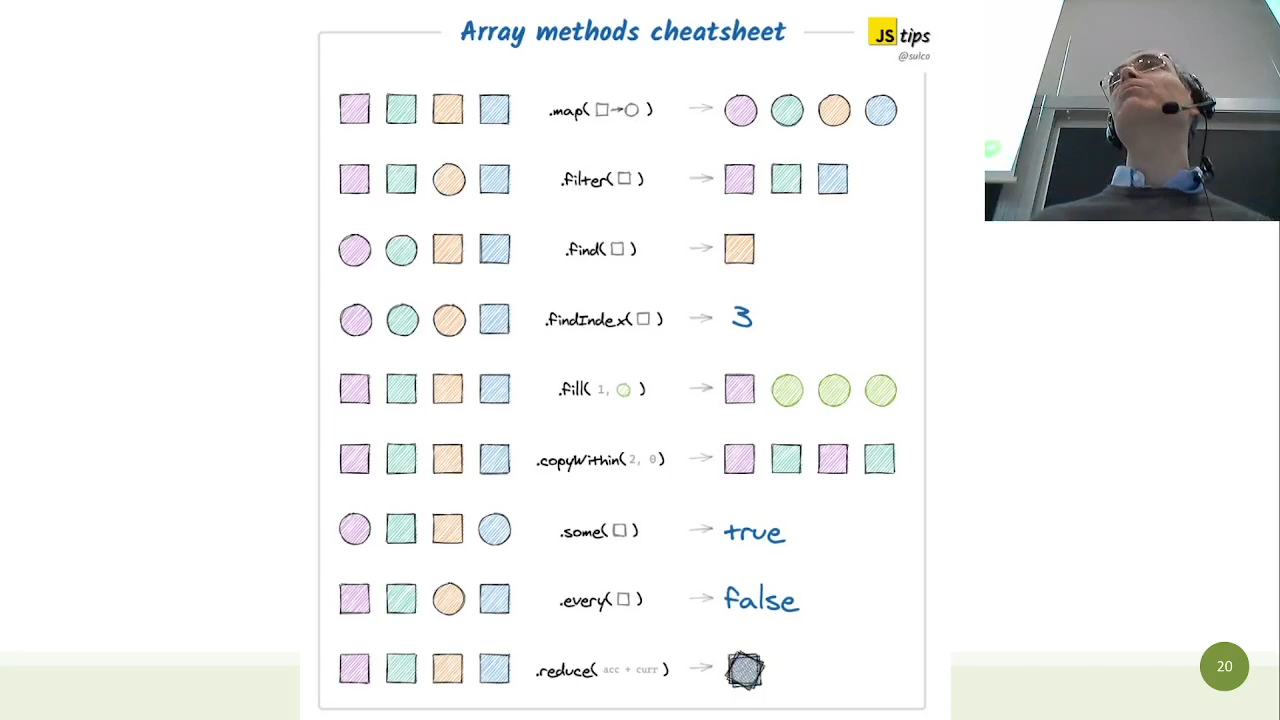 Array methods cheatsheet
JS tips
@sulco
.map( → )
.filter( )
.find( )
.findIndex( ) → 3
.fill( 1, )
.copyWithin( 2, 0 )
.some( ) → true
.every( ) → false
.reduce( acc + curr )
20